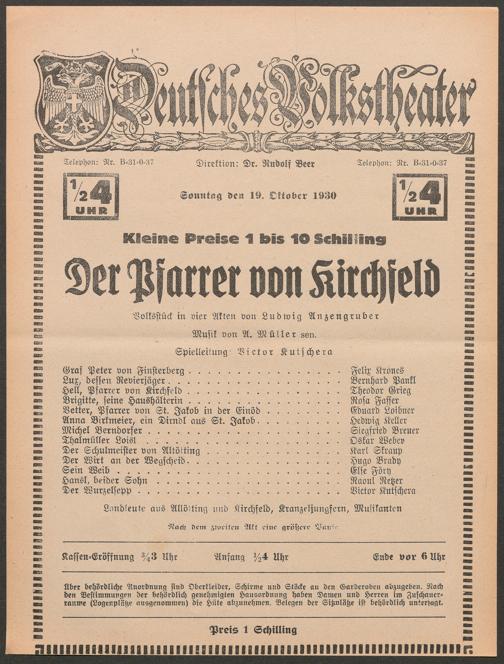 Deutsches Volkstheater
Telephon: Nr. B-31-0-37 Direktion: Dr. Rudolf Beer Telephon: Nr. B-31-0-37
1/2 4 UHR Sonntag den 19. Oktober 1930 1/2 4 UHR
Kleine Preise 1 bis 10 Schilling
Der Pfarrer von Kirchfeld
Volksstück in vier Akten von Ludwig Anzengruber
Musik von A. Müller sen.
Spielleitung: Victor Kutschera
Graf Peter von Finsterberg . . . . . Felix Krones
Lux, dessen Revierjäger . . . . . Bernhard Pankl
Hell, Pfarrer von Kirchfeld . . . . . Theodor Grieg
Brigitte, seine Haushälterin . . . . . Rosa Fasser
Vetter, Pfarrer von St. Jakob in der Einöd . . . . . Eduard Loibner
Anna Birkmeier, ein Dirndl aus St. Jakob . . . . . Hedwig Keller
Michel Berndorfer . . . . . Siegfried Breuer
Thalmüller Loisl . . . . . Oskar Weber
Der Schulmeister von Altötting . . . . . Karl Skraup
Der Wirt an der Wegscheid . . . . . Hugo Brady
Sein Weib . . . . . Else Föry
Hansl, beider Sohn . . . . . Raoul Retzer
Der Wurzelsepp . . . . . Victor Kutschera
Landleute aus Altötting und Kirchfeld, Kranzeljungfern, Musikanten
Nach dem zweiten Akt eine größere Pause
Kassen-Eröffnung 3/4 3 Uhr Anfang 1/2 4 Uhr Ende vor 6 Uhr
Über behördliche Anordnung sind Oberkleider, Schirme und Stöcke an den Garderoben abzugeben. Nach
den Bestimmungen der behördlich genehmigten Hausordnung haben Damen und Herren im Zuschauer-
raume (Logenplätze ausgenommen) die Hüte abzunehmen. Belegen der Sitzplätze ist behördlich untersagt.
Preis 1 Schilling